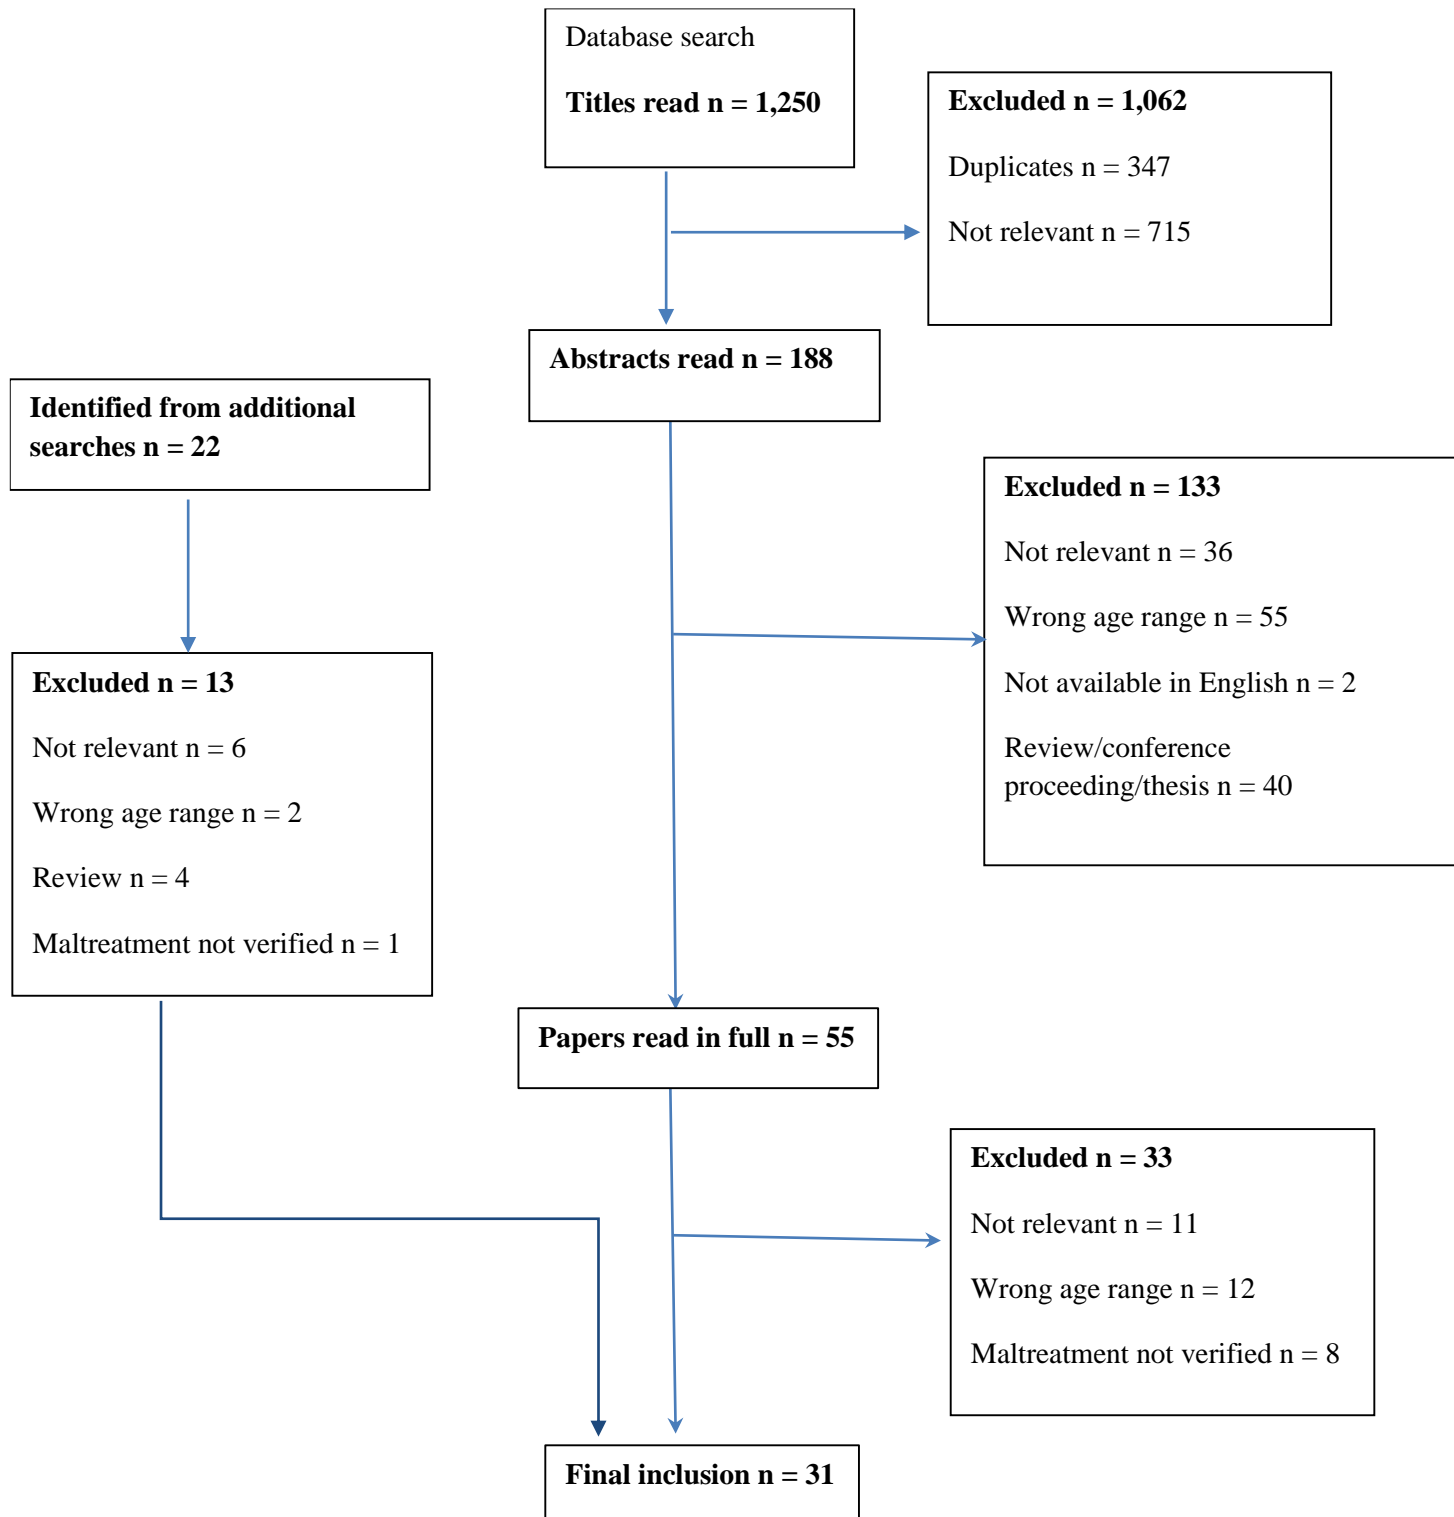 Database search
Titles read n = 1,250
Excluded n = 1,062
Duplicates n = 347
Not relevant n = 715
Abstracts read n = 188
Identified from additional
searches n = 22
Excluded n = 133
Not relevant n = 36
Wrong age range n = 55
Not available in English n = 2
Review/conference
proceeding/thesis n = 40
Excluded n = 13
Not relevant n = 6
Wrong age range n = 2
Review n = 4
Maltreatment not verified n = 1
Papers read in full n = 55
Excluded n = 33
Not relevant n = 11
Wrong age range n = 12
Maltreatment not verified n = 8
Final inclusion n = 31